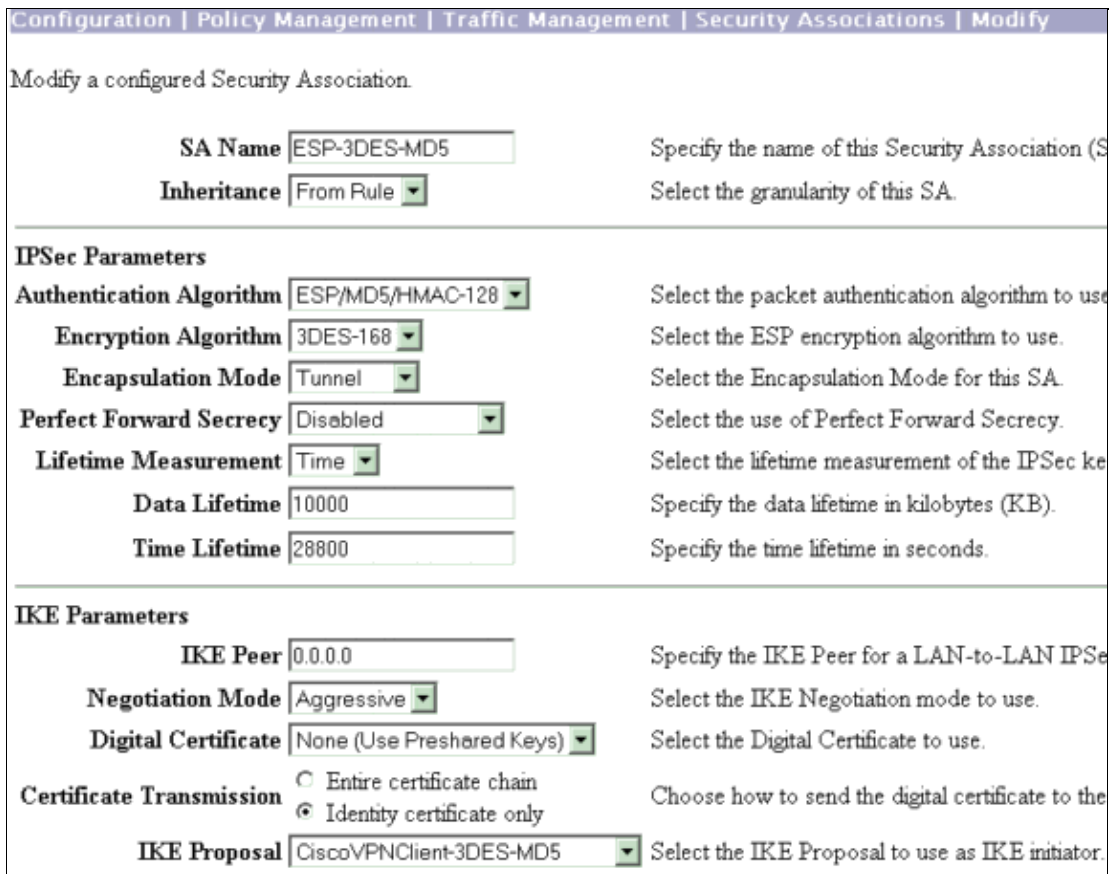 Configuration | Policy Management | Traffic Management | Security Associations | Modify
Modify a configured Security Association.
SA Name ESP-3DES-MD5 Specify the name of this Security Association (S
Inheritance From Rule Select the granularity of this SA.
IPSec Parameters
Authentication Algorithm ESP/MD5/HMAC-128 Select the packet authentication algorithm to use
Encryption Algorithm 3DES-168 Select the ESP encryption algorithm to use.
Encapsulation Mode Tunnel Select the Encapsulation Mode for this SA.
Perfect Forward Secrecy Disabled Select the use of Perfect Forward Secrecy.
Lifetime Measurement Time Select the lifetime measurement of the IPSec ke
Data Lifetime 10000 Specify the data lifetime in kilobytes (KB).
Time Lifetime 28800 Specify the time lifetime in seconds.
IKE Parameters
IKE Peer 0.0.0.0 Specify the IKE Peer for a LAN-to-LAN IPSe
Negotiation Mode Aggressive Select the IKE Negotiation mode to use.
Digital Certificate None (Use Preshared Keys) Select the Digital Certificate to use.
Certificate Transmission Entire certificate chain
Identity certificate only Choose how to send the digital certificate to the
IKE Proposal CiscoVPNClient-3DES-MD5 Select the IKE Proposal to use as IKE initiator.